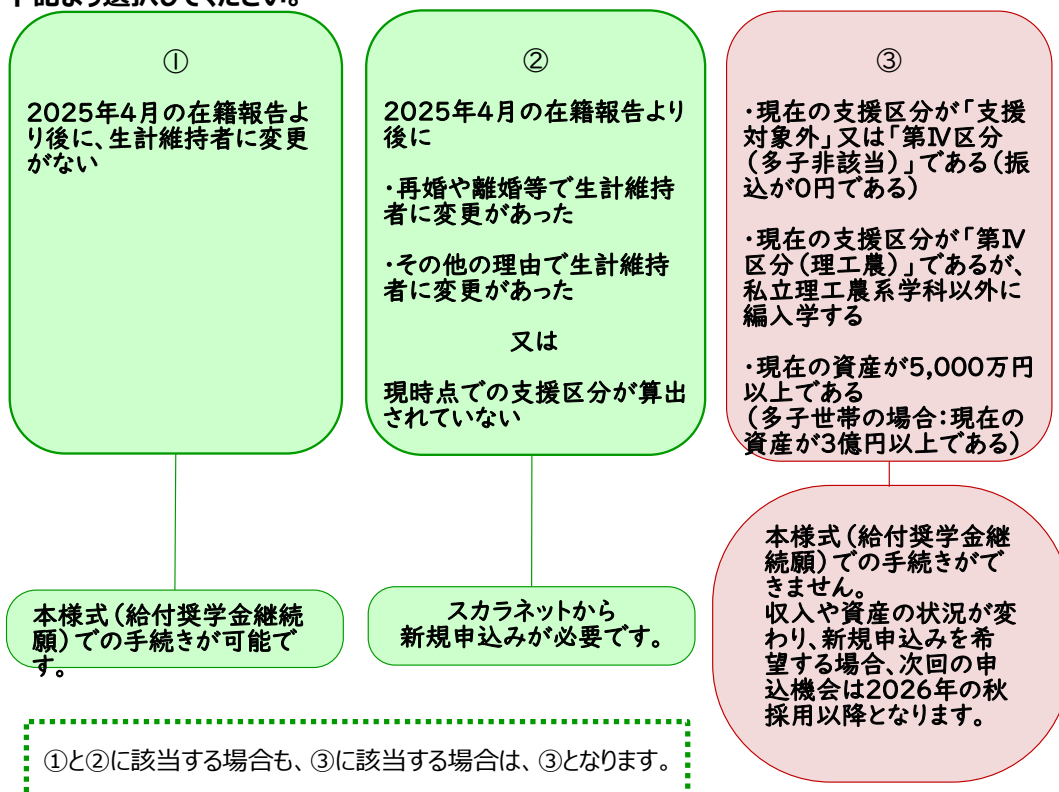 下記より選択してください。
①
2025年4月の在籍報告よ
り後に、生計維持者に変更
がない
②
2025年4月の在籍報告より
後に
・再婚や離婚等で生計維持
者に変更があった
・その他の理由で生計維持
者に変更があった
又は
現時点での支援区分が算出
されていない
③
・現在の支援区分が「支援
対象外」又は「第Ⅳ区分
(多子非該当)」である(振
込が0円である)
・現在の支援区分が「第Ⅳ
区分(理工農)」であるが、
私立理工農系学科以外に
編入学する
・現在の資産が5,000万円
以上である
(多子世帯の場合:現在の
資産が3億円以上である)
本様式(給付奨学金継続
願)での手続きが可能で
す。
スカラネットから
新規申込みが必要です。
本様式(給付奨学金継
続願)での手続きがで
きません。
収入や資産の状況が変
わり、新規申込みを希
望する場合、次回の申
込機会は2026年の秋
採用以降となります。
①と②に該当する場合も、③に該当する場合は、③となります。